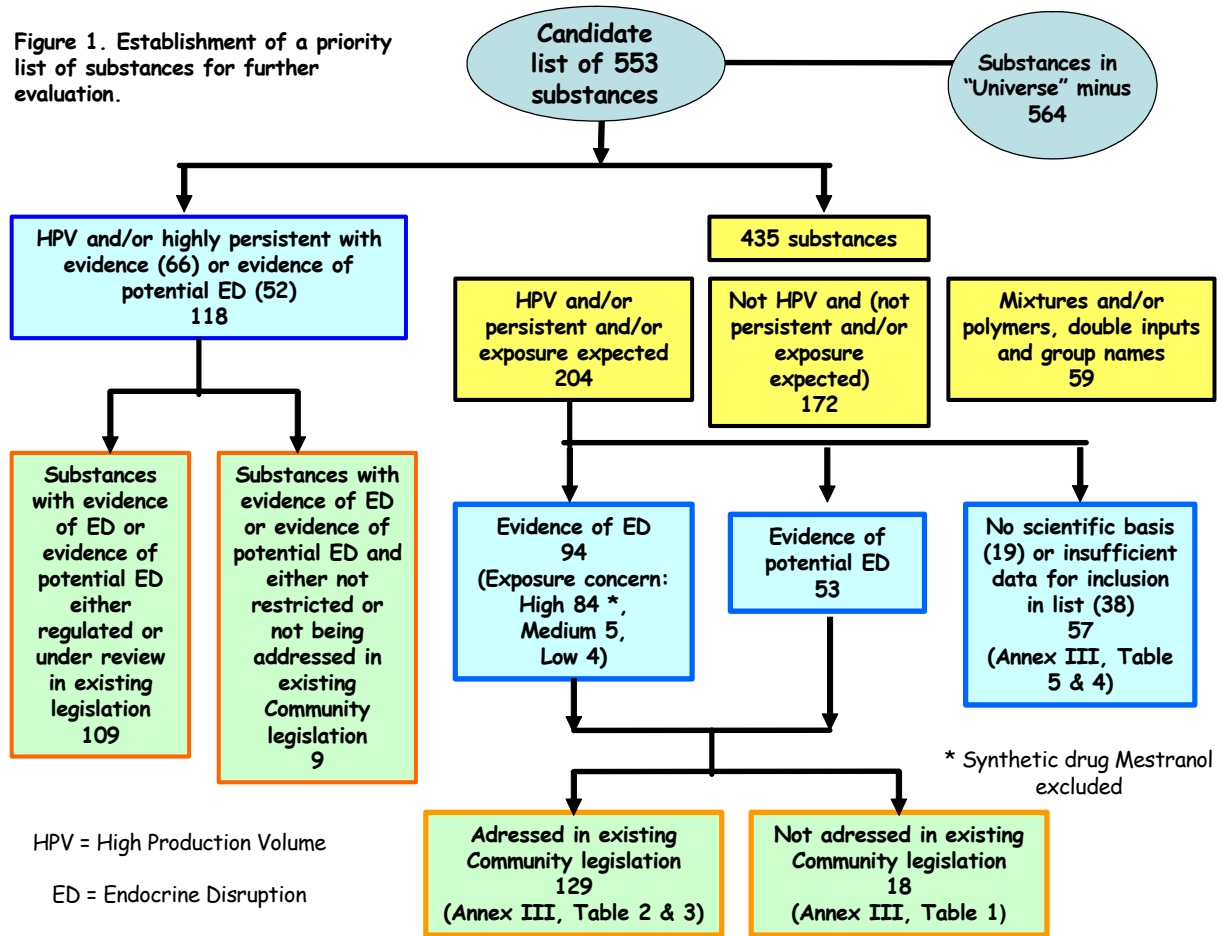 Figure 1. Establishment of a priority
list of substances for further
evaluation.
Candidate
list of 553
substances
Substances in
“Universe” minus
564
HPV and/or highly persistent with
evidence (66) or evidence of
potential ED (52)
118
435 substances
HPV and/or
persistent and/or
exposure expected
204
Not HPV and (not
persistent and/or
exposure
expected)
172
Mixtures and/or
polymers, double inputs
and group names
59
Substances
with evidence
of ED or
evidence of
potential ED
either
regulated or
under review
in existing
legislation
109
Substances with
evidence of ED
or evidence of
potential ED and
either not
restricted or
not being
addressed in
existing
Community
legislation
9
Evidence of ED
94
(Exposure concern:
High 84 *,
Medium 5,
Low 4)
Evidence of
potential ED
53
No scientific basis
(19) or insufficient
data for inclusion
in list (38)
57
(Annex III, Table
5 & 4)
* Synthetic drug Mestranol
excluded
Adressed in existing
Community legislation
129
(Annex III, Table 2 & 3)
Not adressed in existing
Community legislation
18
(Annex III, Table 1)
HPV = High Production Volume
ED = Endocrine Disruption